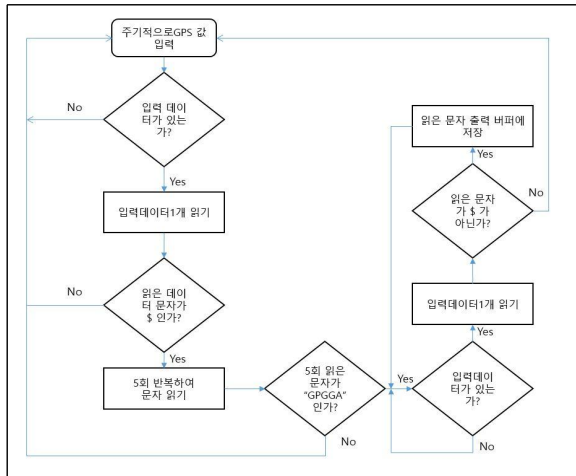 주기적으로GPS 값
입력
No
입력 데이
터가 있는
가?
Yes
입력데이터1개 읽기
No
읽은 데이
터 문자가
$ 인가?
Yes
5회 반복하여
문자 읽기
5회 읽은
문자가
"GPGGA"
인가?
Yes
No
입력데이
터가 있는
가?
No
Yes
입력데이터1개 읽기
읽은 문자
가 $ 가
아닌가?
No
Yes
읽은 문자 출력 버퍼에
저장